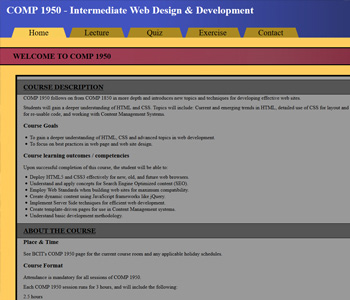 COMP 1950 - Intermediate Web Design & Development
Home Lecture Quiz Exercise Contact
WELCOME TO COMP 1950
COURSE DESCRIPTION
COMP 1950 follows on from COMP 1850 in more depth and introduces new topics and techniques for developing effective web sites.
Students will gain a deeper understanding of HTML and CSS. Topics will include: Current and emerging trends in HTML, detailed use of CSS for layout and
for re-usable code, and working with Content Management Systems.
Course Goals
• To gain a deeper understanding of HTML, CSS and advanced topics in web development
• To focus on best practices in web page and web site design.
Course learning outcomes / competencies
Upon successful completion of this course, the student will be able to:
• Deploy HTML5 and CSS3 effectively for new, old, and future web browsers.
• Understand and apply concepts for Search Engine Optimized content (SEO)
• Employ Web Standards when building web sites for maximum compatibility.
• Create dynamic content using JavaScript frameworks like jQuery
• Implement Server Side techniques for efficient web development
• Create template-driven pages for use in Content Management systems.
• Understand basic development methodology
ABOUT THE COURSE
Place & Time
See BCIT's COMP 1950 page for the current course room and any applicable holiday schedules.
Course Format
Attendance is mandatory for all sessions of COMP 1950.
Each COMP 1950 session runs for 3 hours, and will include the following:
2.5 hours